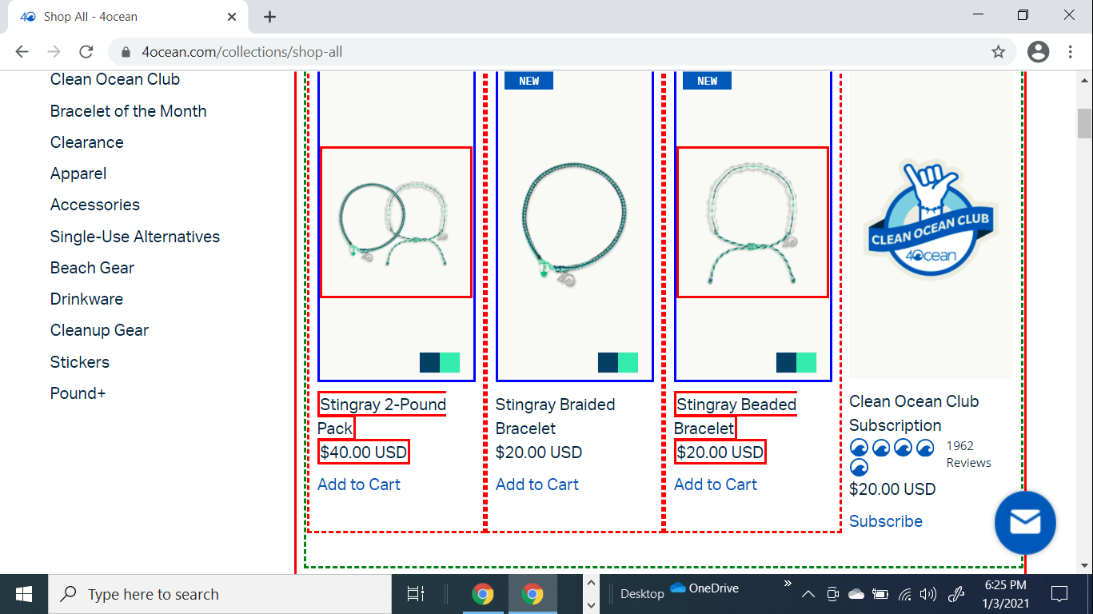 Shop All - 4ocean
4ocean.com/collections/shop-all
Clean Ocean Club
Bracelet of the Month
Clearance
Apparel
Accessories
Single-Use Alternatives
Beach Gear
Drinkware
Cleanup Gear
Stickers
Pound+
Stingray 2-Pound
Pack
$40.00 USD
Add to Cart
NEW
Stingray Braided
Bracelet
$20.00 USD
Add to Cart
NEW
Stingray Beaded
Bracelet
$20.00 USD
Add to Cart
CLEAN OCEAN CLUB
4ocean
Clean Ocean Club
Subscription
1962
Reviews
$20.00 USD
Subscribe
Type here to search
Desktop
OneDrive
»
6:25 PM
1/3/2021